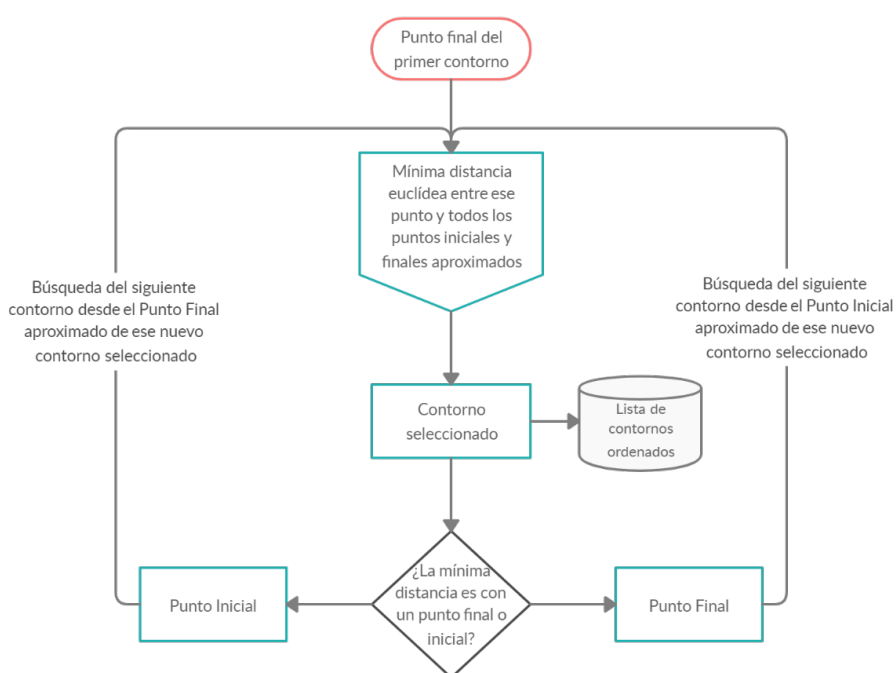 Punto final del
primer contorno
Mínima distancia
euclídea entre ese
punto y todos los
puntos iniciales y
finales aproximados
Búsqueda del siguiente
contorno desde el Punto Final
aproximado de ese nuevo
contorno seleccionado
Búsqueda del siguiente
contorno desde el Punto Inicial
aproximado de ese nuevo
contorno seleccionado
Contorno
seleccionado
Lista de
contornos
ordenados
¿La mínima
distancia es con
un punto final o
inicial?
Punto Inicial
Punto Final